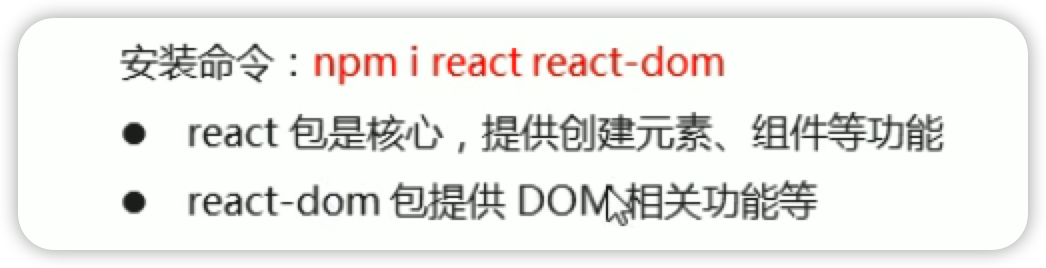 安装命令：npm i react react-dom
● react 包是核心，提供创建元素、组件等功能
● react-dom 包提供 DOM 相关功能等